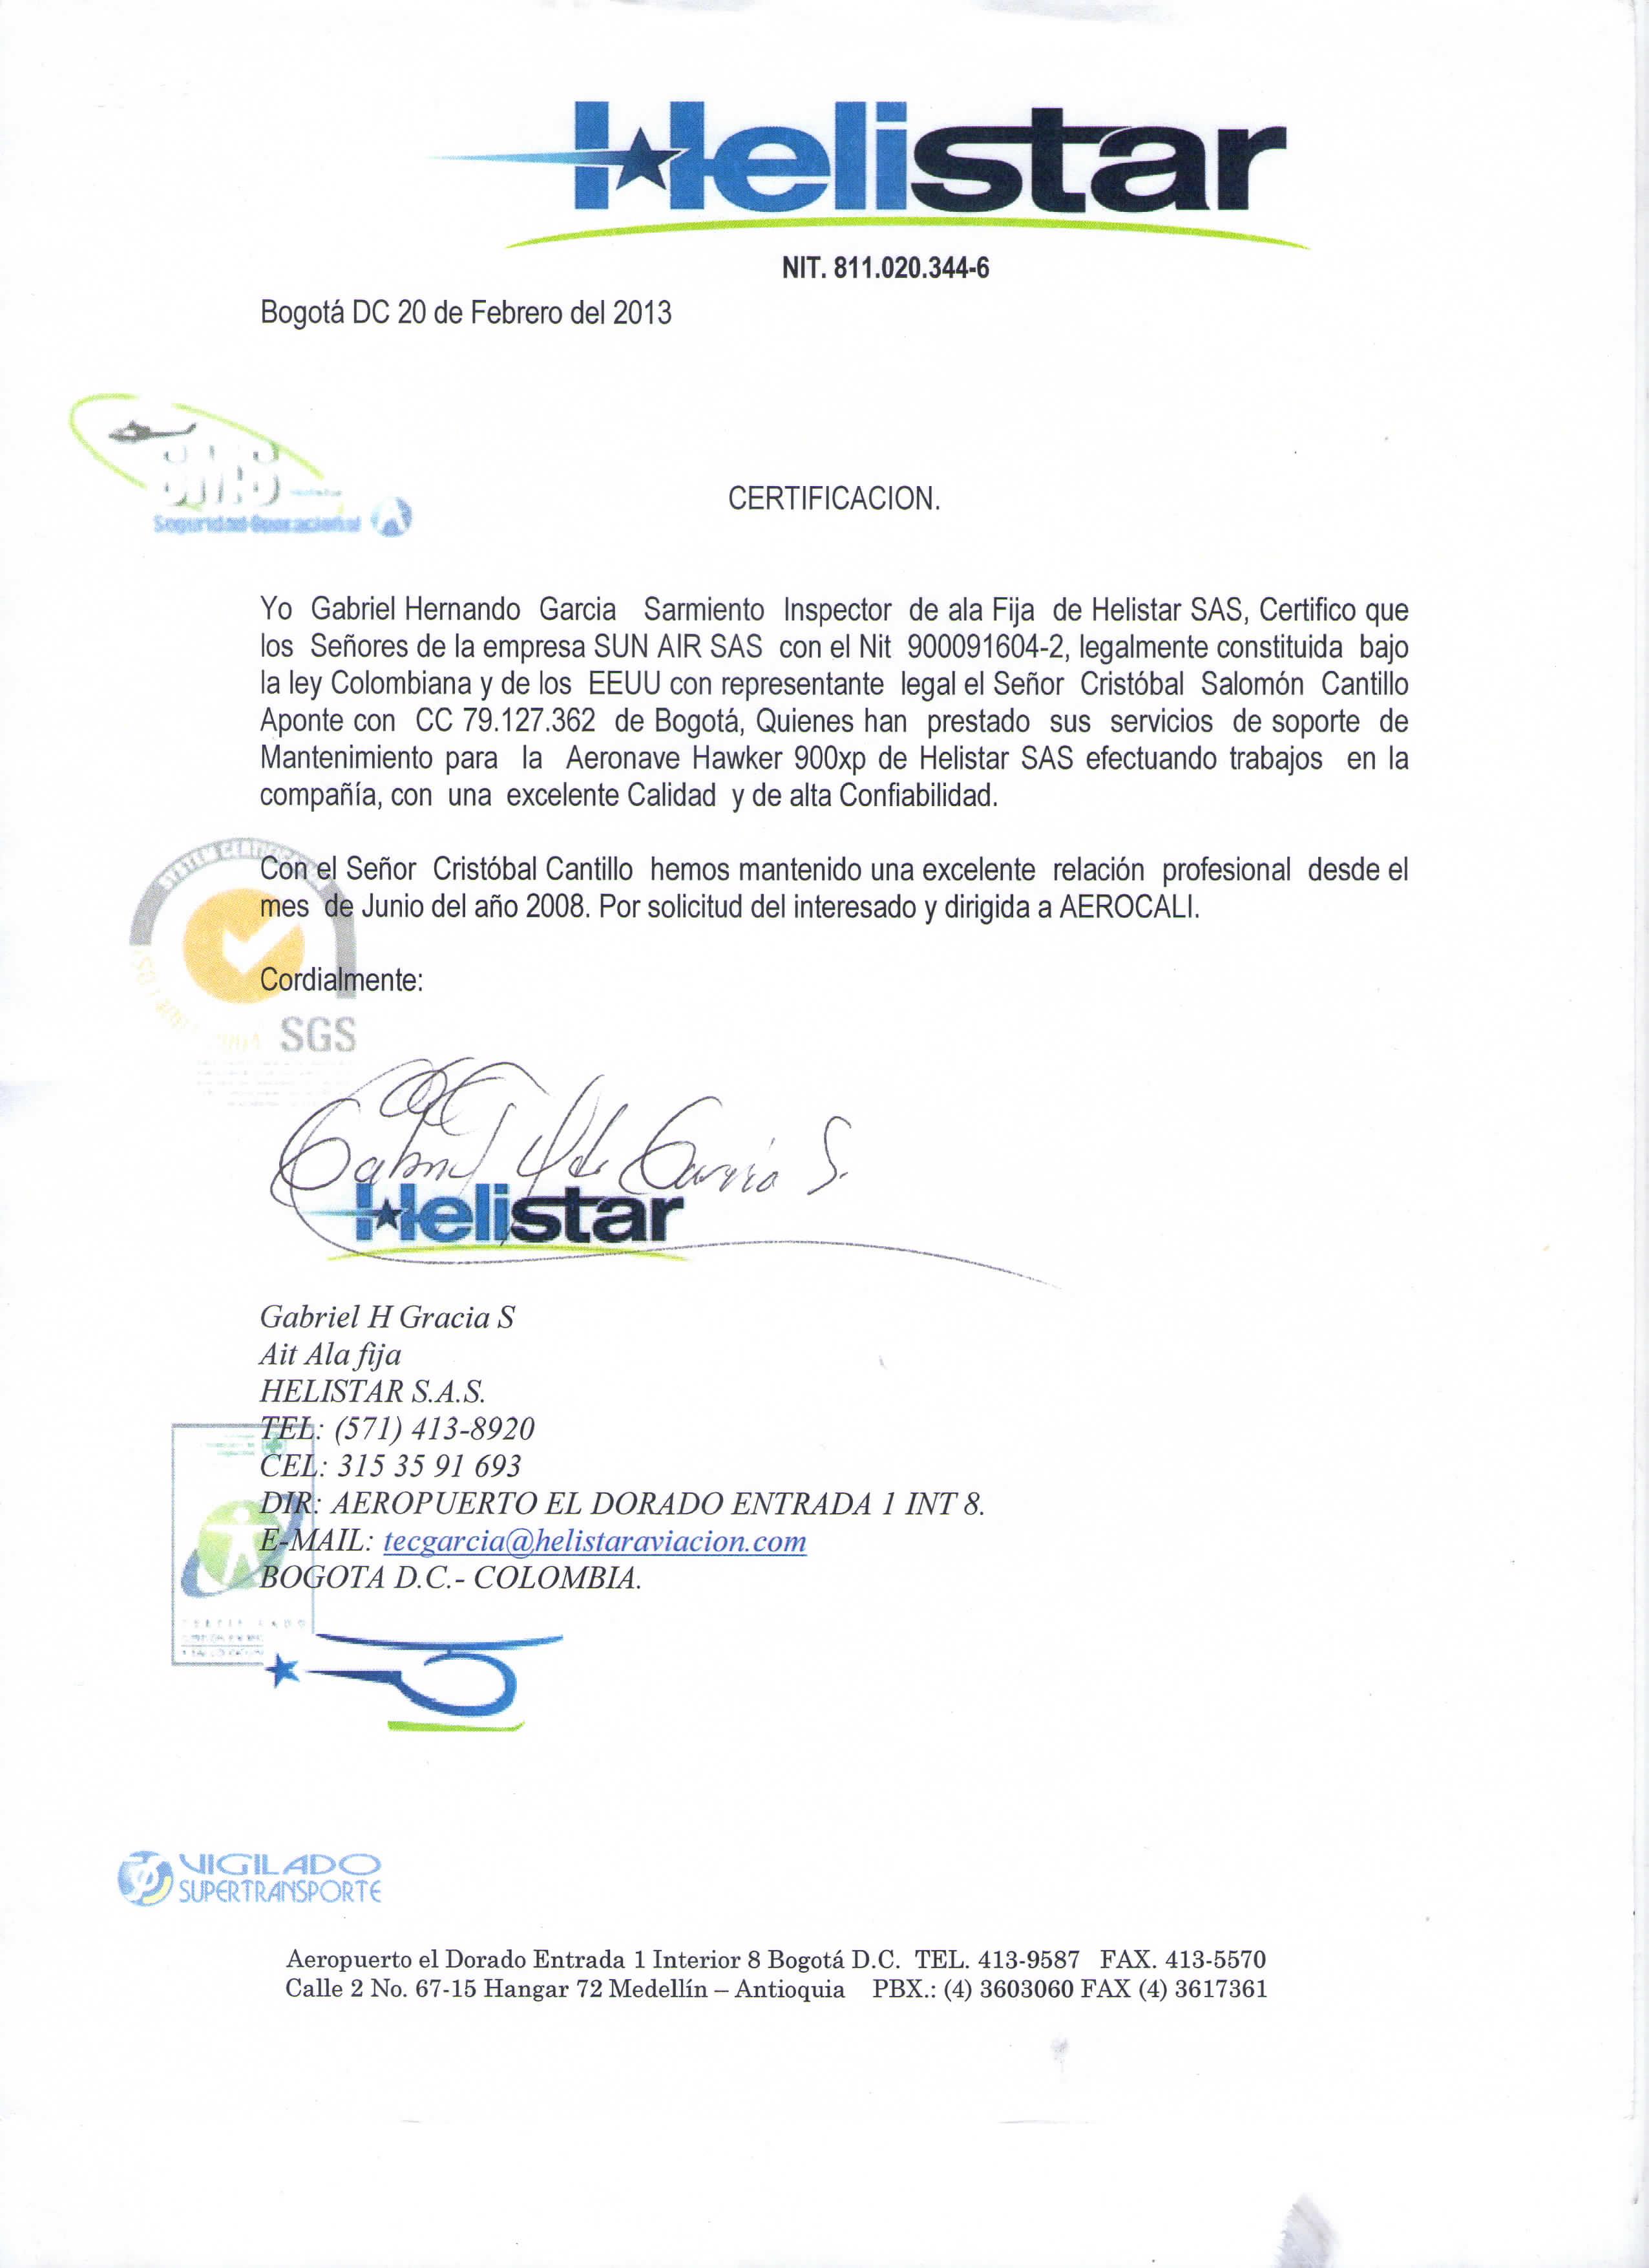 Helistar
NIT. 811.020.344-6
Bogotá DC 20 de Febrero del 2013
SMS
Seguridad Operacional
CERTIFICACION.
Yo Gabriel Hernando Garcia Sarmiento Inspector de ala Fija de Helistar SAS, Certifico que
los Señores de la empresa SUN AIR SAS con el Nit 900091604-2, legalmente constituida bajo
la ley Colombiana y de los EEUU con representante legal el Señor Cristóbal Salomón Cantillo
Aponte con CC 79.127.362 de Bogotá, Quienes han prestado sus servicios de soporte de
Mantenimiento para la Aeronave Hawker 900xp de Helistar SAS efectuando trabajos en la
compañía, con una excelente Calidad y de alta Confiabilidad.
SYSTEM CERTIFICATION
Con el Señor Cristóbal Cantillo hemos mantenido una excelente relación profesional desde el
mes de Junio del año 2008. Por solicitud del interesado y dirigida a AEROCALI.
Cordialmente:
SGS
Gabriel Hdo Garcia S.
Helistar
Gabriel H Gracia S
Ait Ala fija
HELISTAR S.A.S.
TEL: (571) 413-8920
CEL: 315 35 91 693
DIR: AEROPUERTO EL DORADO ENTRADA 1 INT 8.
E-MAIL: tecgarcia@helistaraviacion.com
BOGOTA D.C.- COLOMBIA.
VIGILADO
SUPERTRANSPORTE
Aeropuerto el Dorado Entrada 1 Interior 8 Bogotá D.C. TEL. 413-9587 FAX. 413-5570
Calle 2 No. 67-15 Hangar 72 Medellín – Antioquia PBX.: (4) 3603060 FAX (4) 3617361